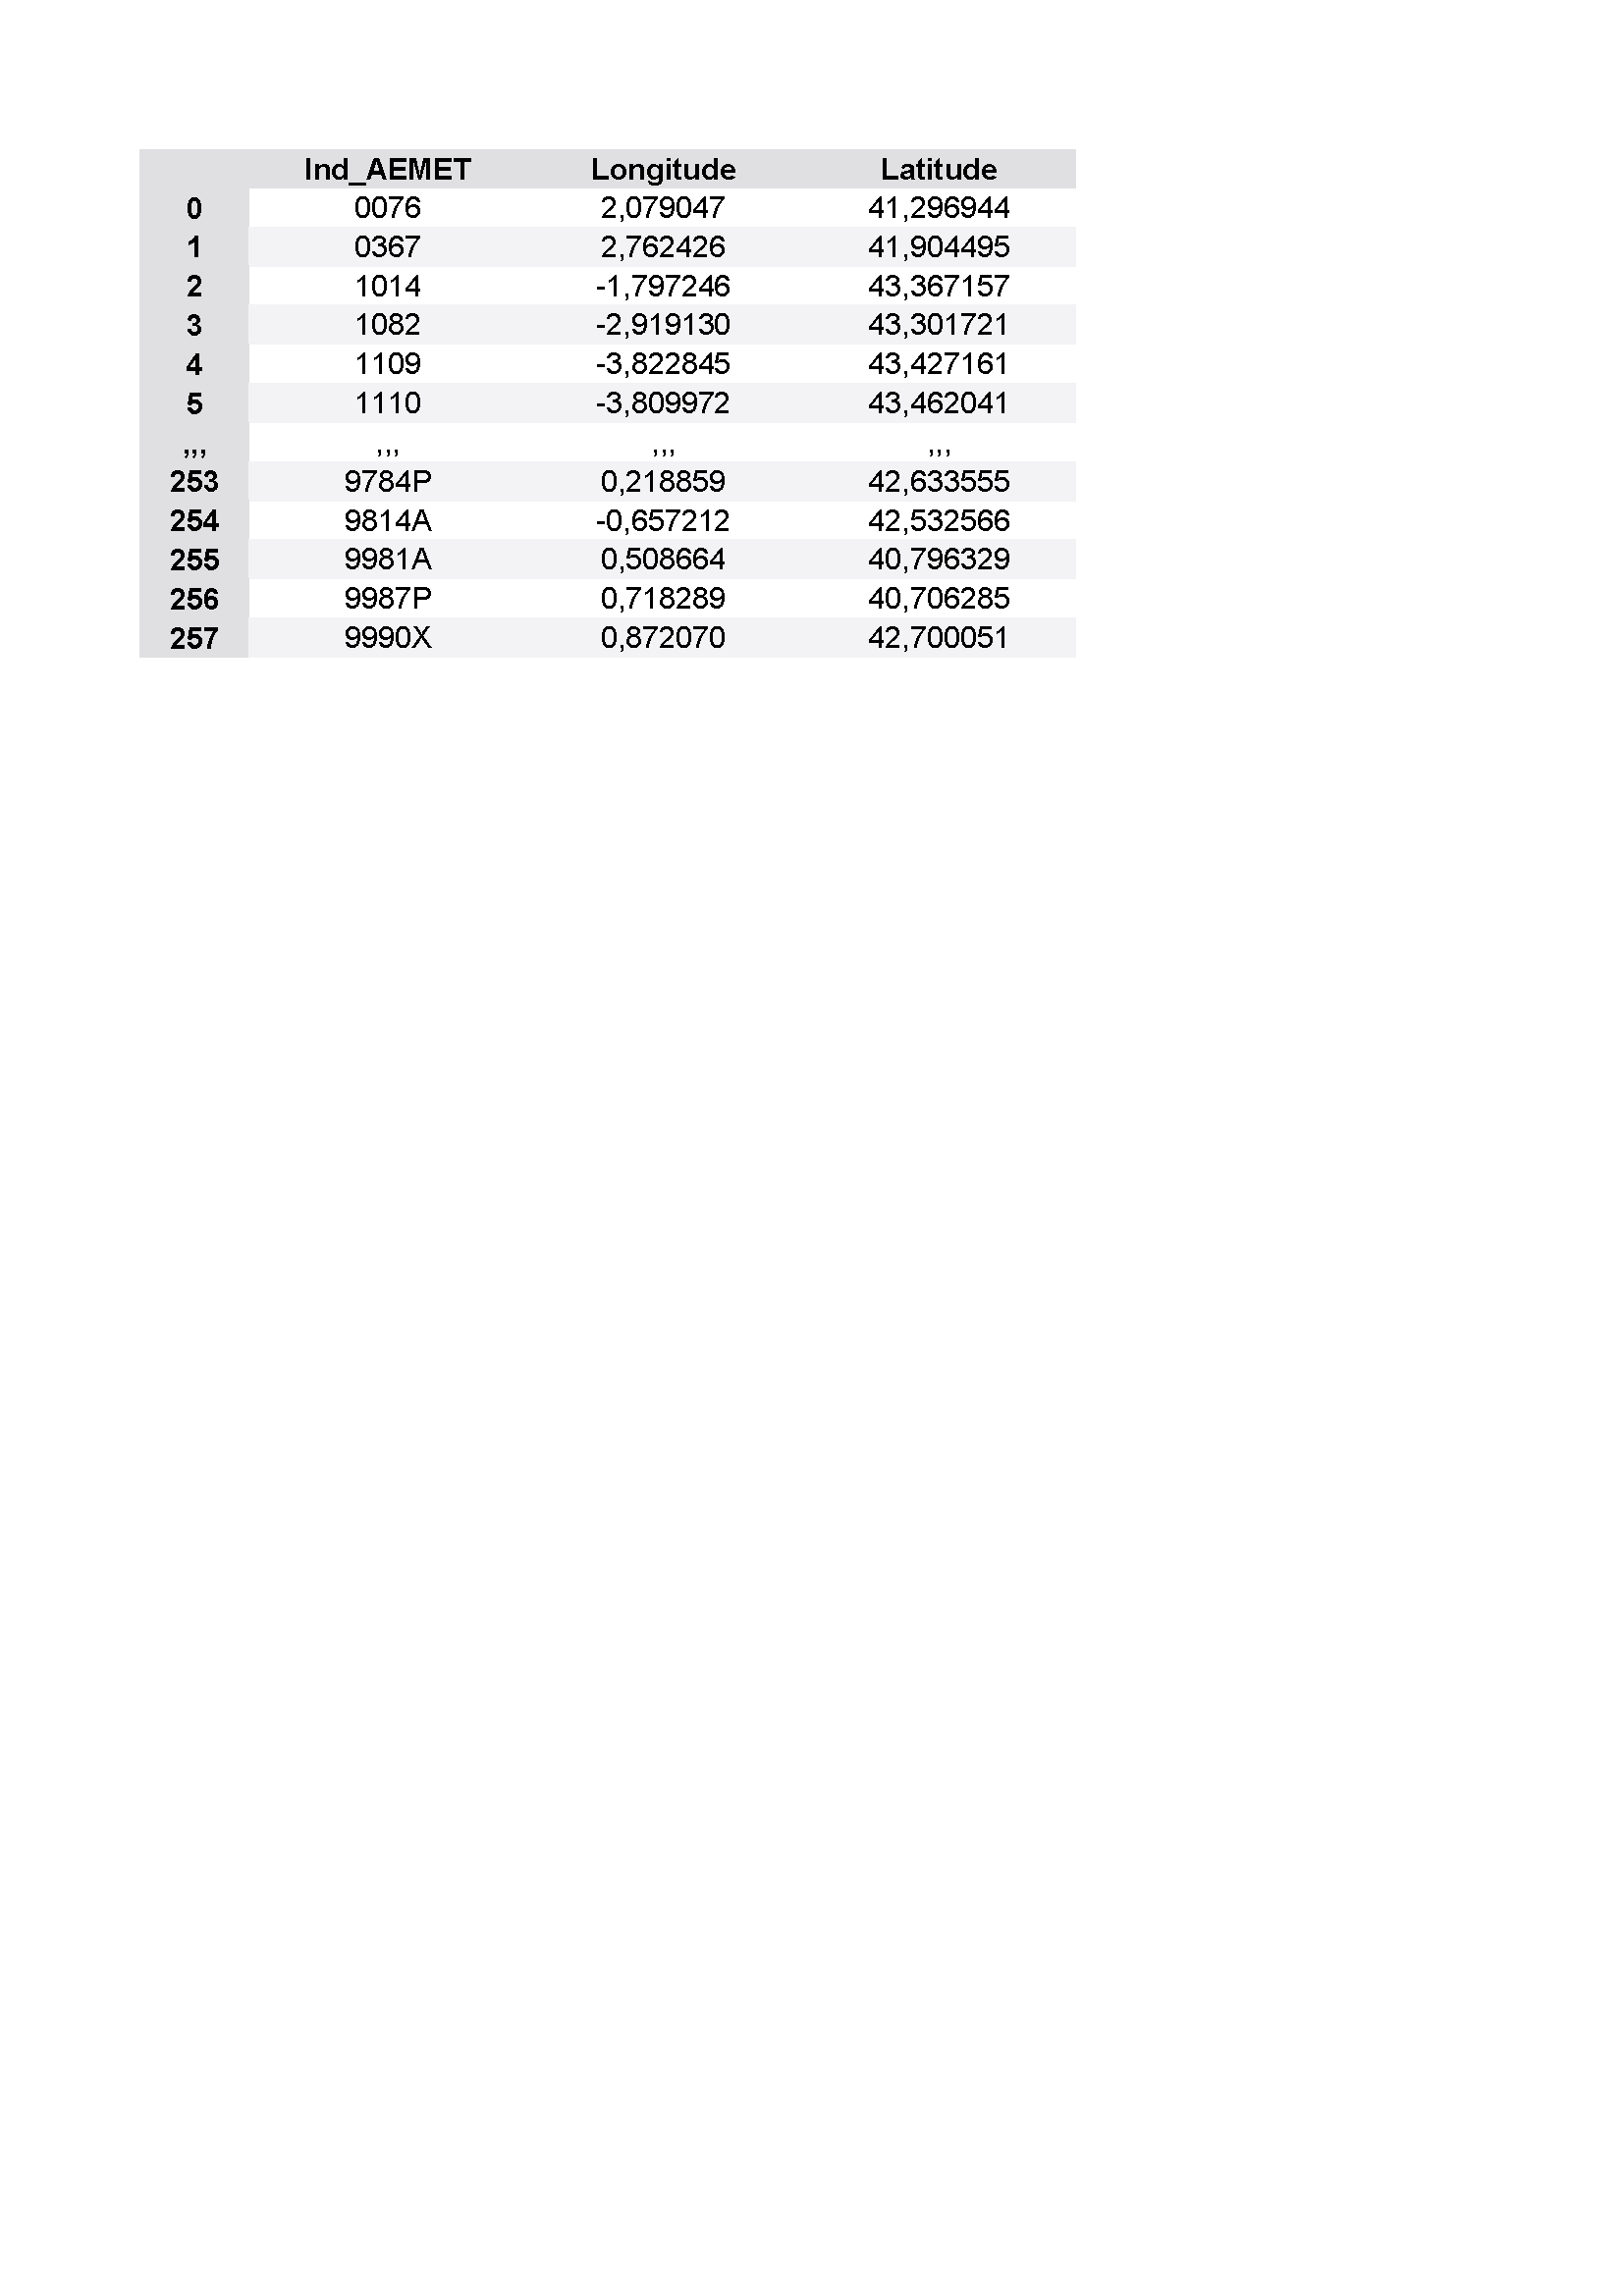 Ind_AEMET Longitude Latitude
0 0076 2,079047 41,296944
1 0367 2,762426 41,904495
2 1014 -1,797246 43,367157
3 1082 -2,919130 43,301721
4 1109 -3,822845 43,427161
5 1110 -3,809972 43,462041
,,, ,,, ,,, ,,,
253 9784P 0,218859 42,633555
254 9814A -0,657212 42,532566
255 9981A 0,508664 40,796329
256 9987P 0,718289 40,706285
257 9990X 0,872070 42,700051